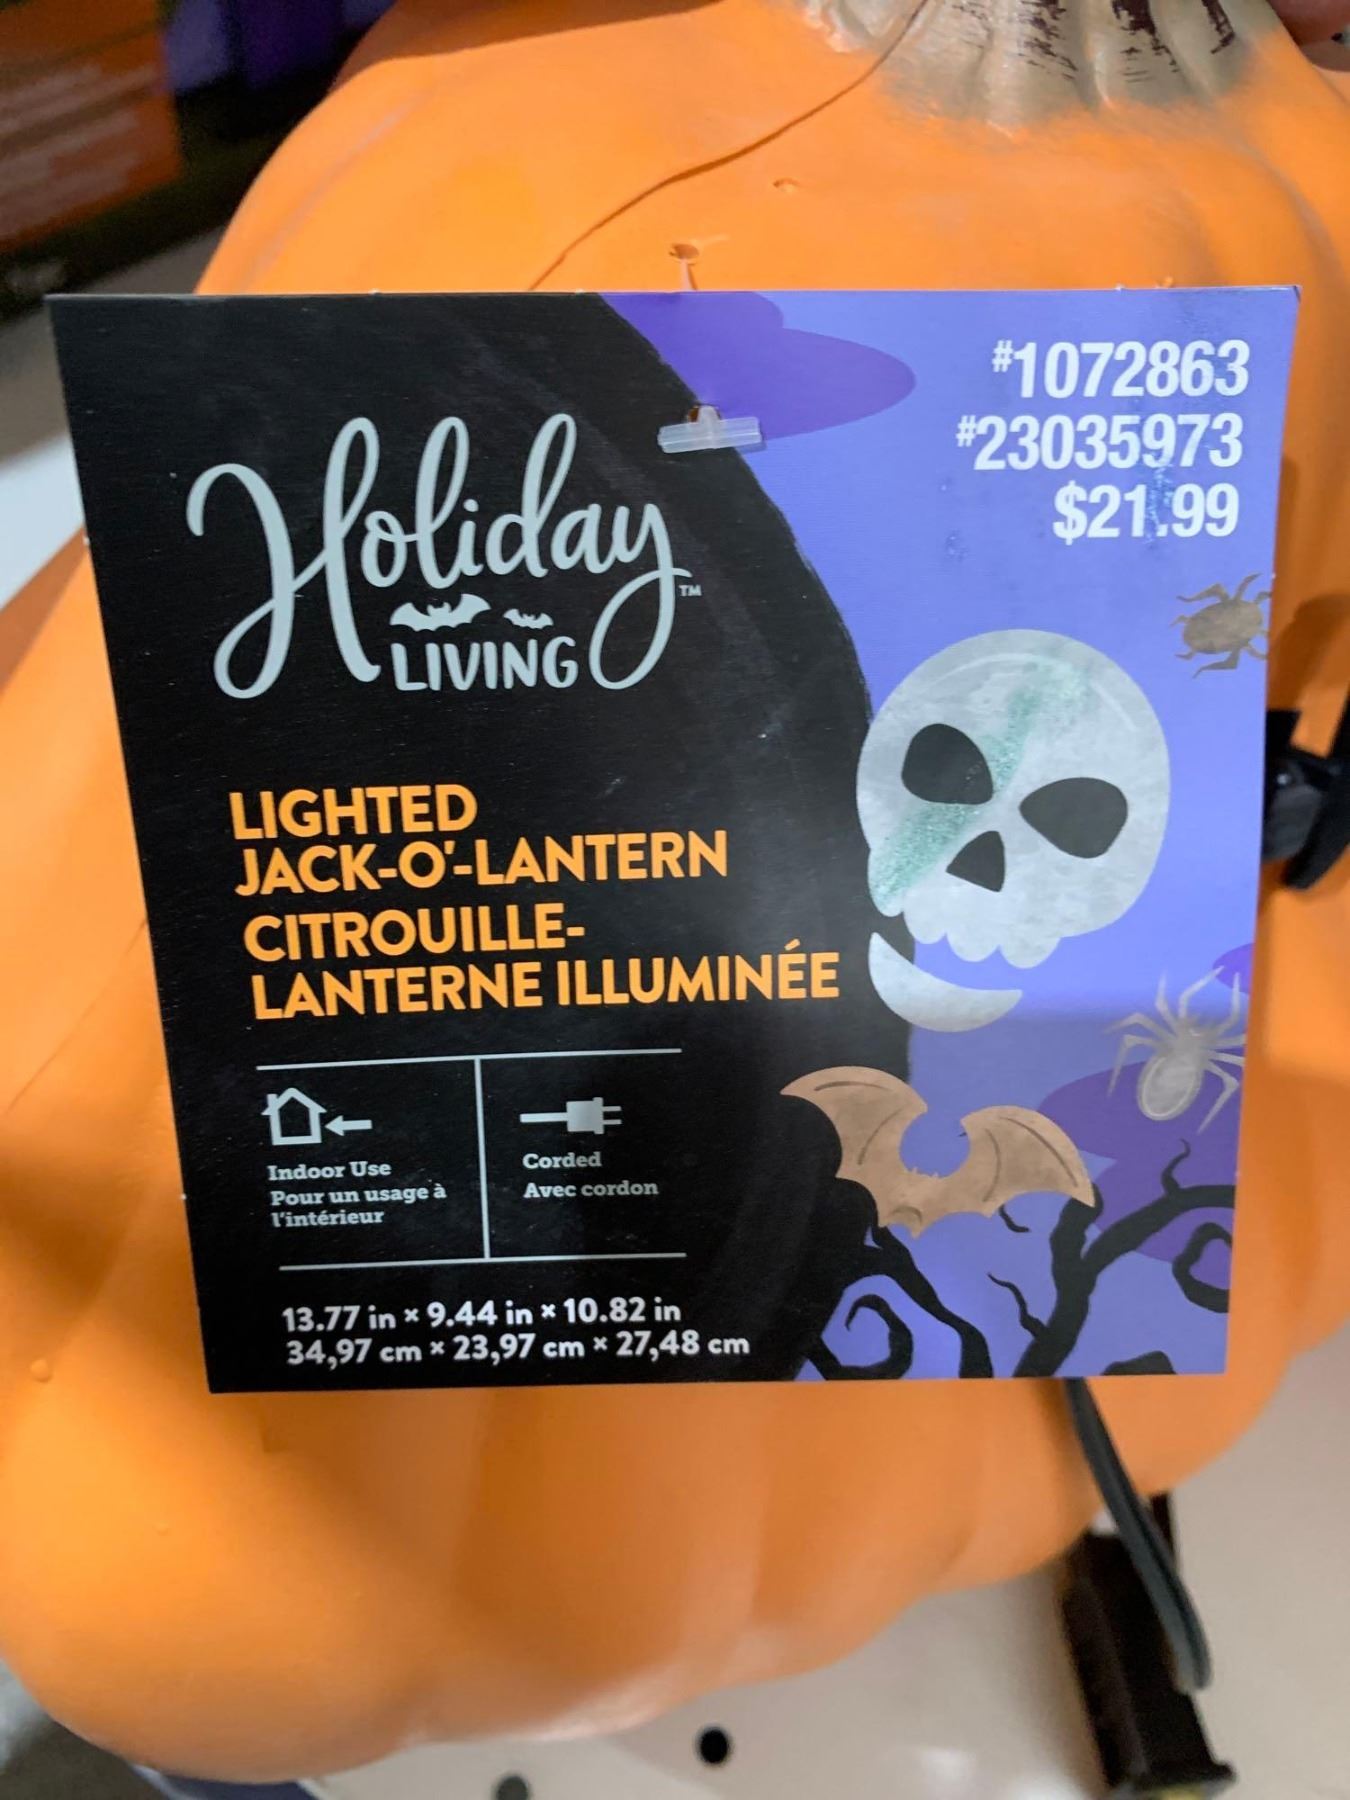 #1072863
#23035973
$21.99
Holiday™
LIVING
LIGHTED
JACK-O'-LANTERN
CITROUILLE-
LANTERNE ILLUMINÉE
Indoor Use
Pour un usage à
l'intérieur
Corded
Avec cordon
13.77 in × 9.44 in × 10.82 in
34,97 cm × 23,97 cm × 27,48 cm